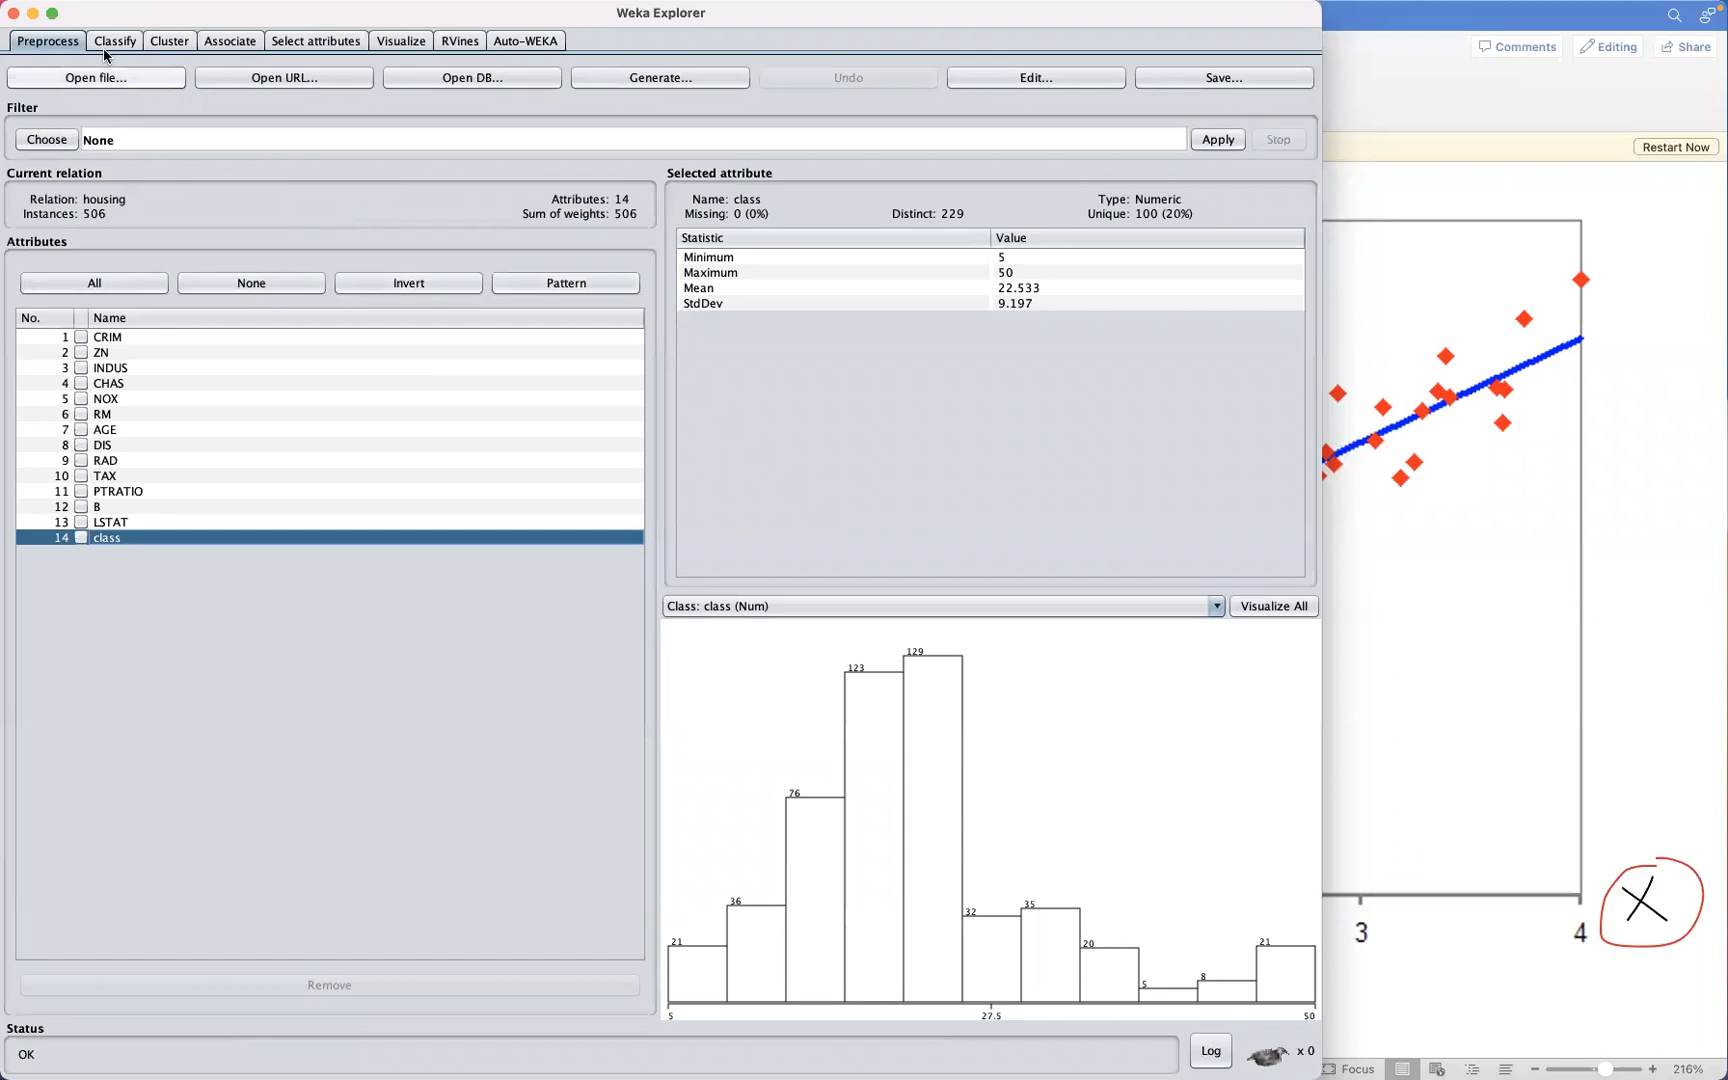 Weka Explorer
Preprocess Classify Cluster Associate Select attributes Visualize RVines Auto-WEKA
Open file... Open URL... Open DB... Generate... Undo Edit... Save...
Filter
Choose None Apply Stop
Current relation
Relation: housing Attributes: 14
Instances: 506 Sum of weights: 506
Attributes
All None Invert Pattern
No. Name
1 CRIM
2 ZN
3 INDUS
4 CHAS
5 NOX
6 RM
7 AGE
8 DIS
9 RAD
10 TAX
11 PTRATIO
12 B
13 LSTAT
14 class
Remove
Selected attribute
Name: class Type: Numeric
Missing: 0 (0%) Distinct: 229 Unique: 100 (20%)
Statistic Value
Minimum 5
Maximum 50
Mean 22.533
StdDev 9.197
Class: class (Num) Visualize All
21 36 76 123 129 32 35 20 5 8 21
5 27.5 50
Status
OK Log x 0
Comments Editing Share
Restart Now
3 4 X
Focus 216%